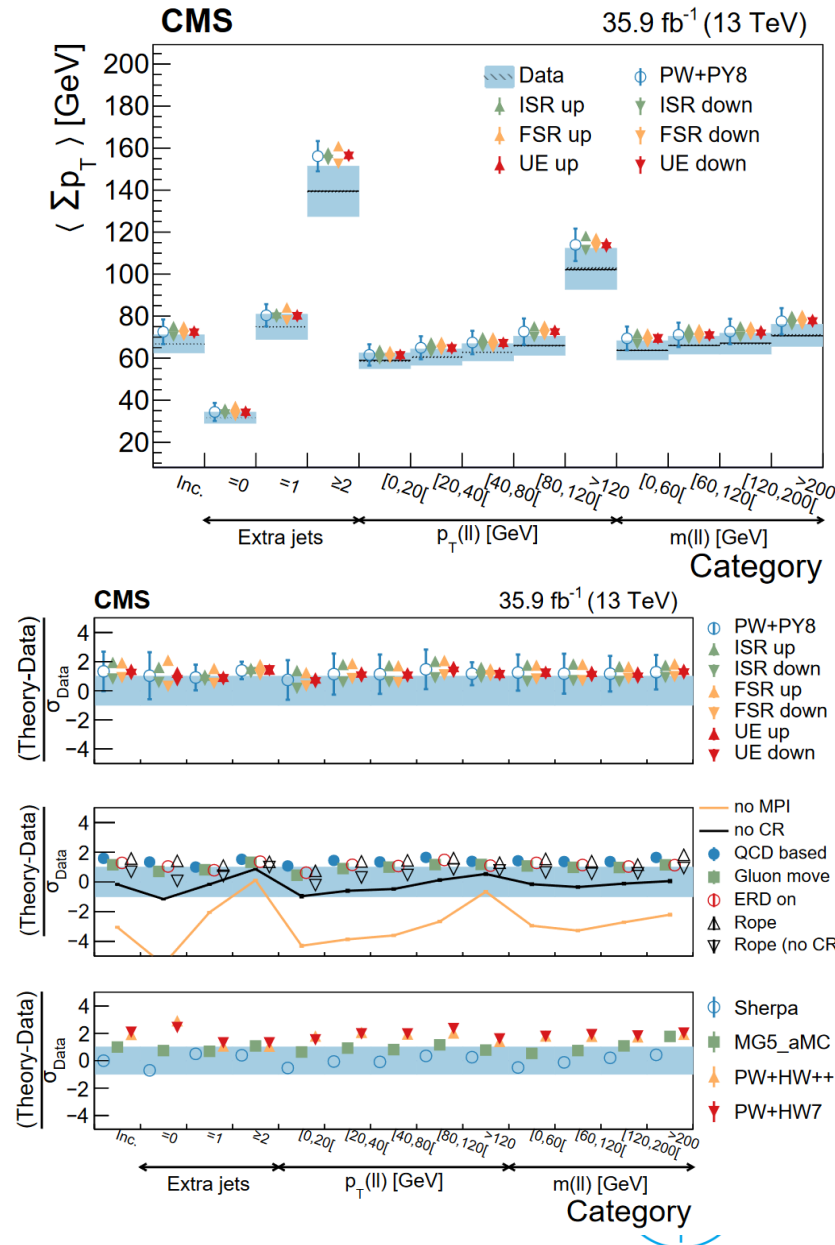 CMS 35.9 fb⁻¹ (13 TeV)
⟨ Σp_T ⟩ [GeV]
200
180
160
140
120
100
80
60
40
20
Data
PW+PY8
ISR up
ISR down
FSR up
FSR down
UE up
UE down
Inc. =0 =1 ≥2 [0,20[ [20,40[ [40,80[ [80,120[ >120 [0,60[ [60,120[ [120,200[ >200
Extra jets p_T(ll) [GeV] m(ll) [GeV]
Category
CMS 35.9 fb⁻¹ (13 TeV)
(Theory-Data)
σ_Data
4
2
0
−2
−4
PW+PY8
ISR up
ISR down
FSR up
FSR down
UE up
UE down
(Theory-Data)
σ_Data
4
2
0
−2
−4
no MPI
no CR
QCD based
Gluon move
ERD on
Rope
Rope (no CR
(Theory-Data)
σ_Data
4
2
0
−2
−4
Sherpa
MG5_aMC
PW+HW++
PW+HW7
Inc. =0 =1 ≥2 [0,20[ [20,40[ [40,80[ [80,120[ >120 [0,60[ [60,120[ [120,200[ >200
Extra jets p_T(ll) [GeV] m(ll) [GeV]
Category